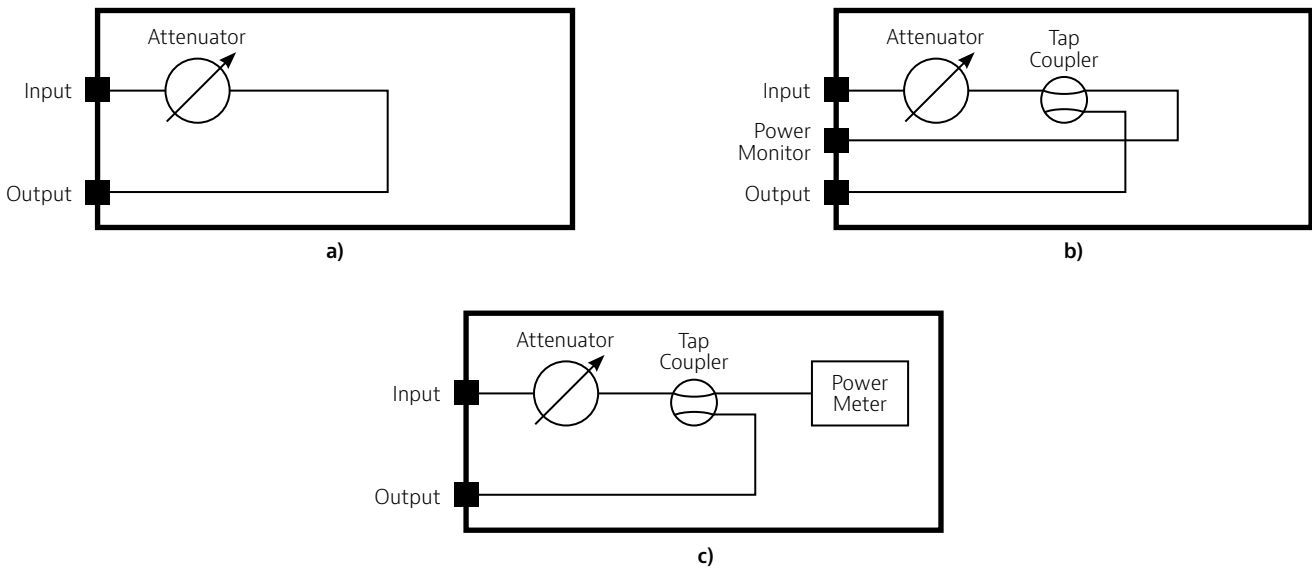 Attenuator
Input
Output
a)
Attenuator
Tap
Coupler
Input
Power
Monitor
Output
b)
Attenuator
Tap
Coupler
Input
Power
Meter
Output
c)